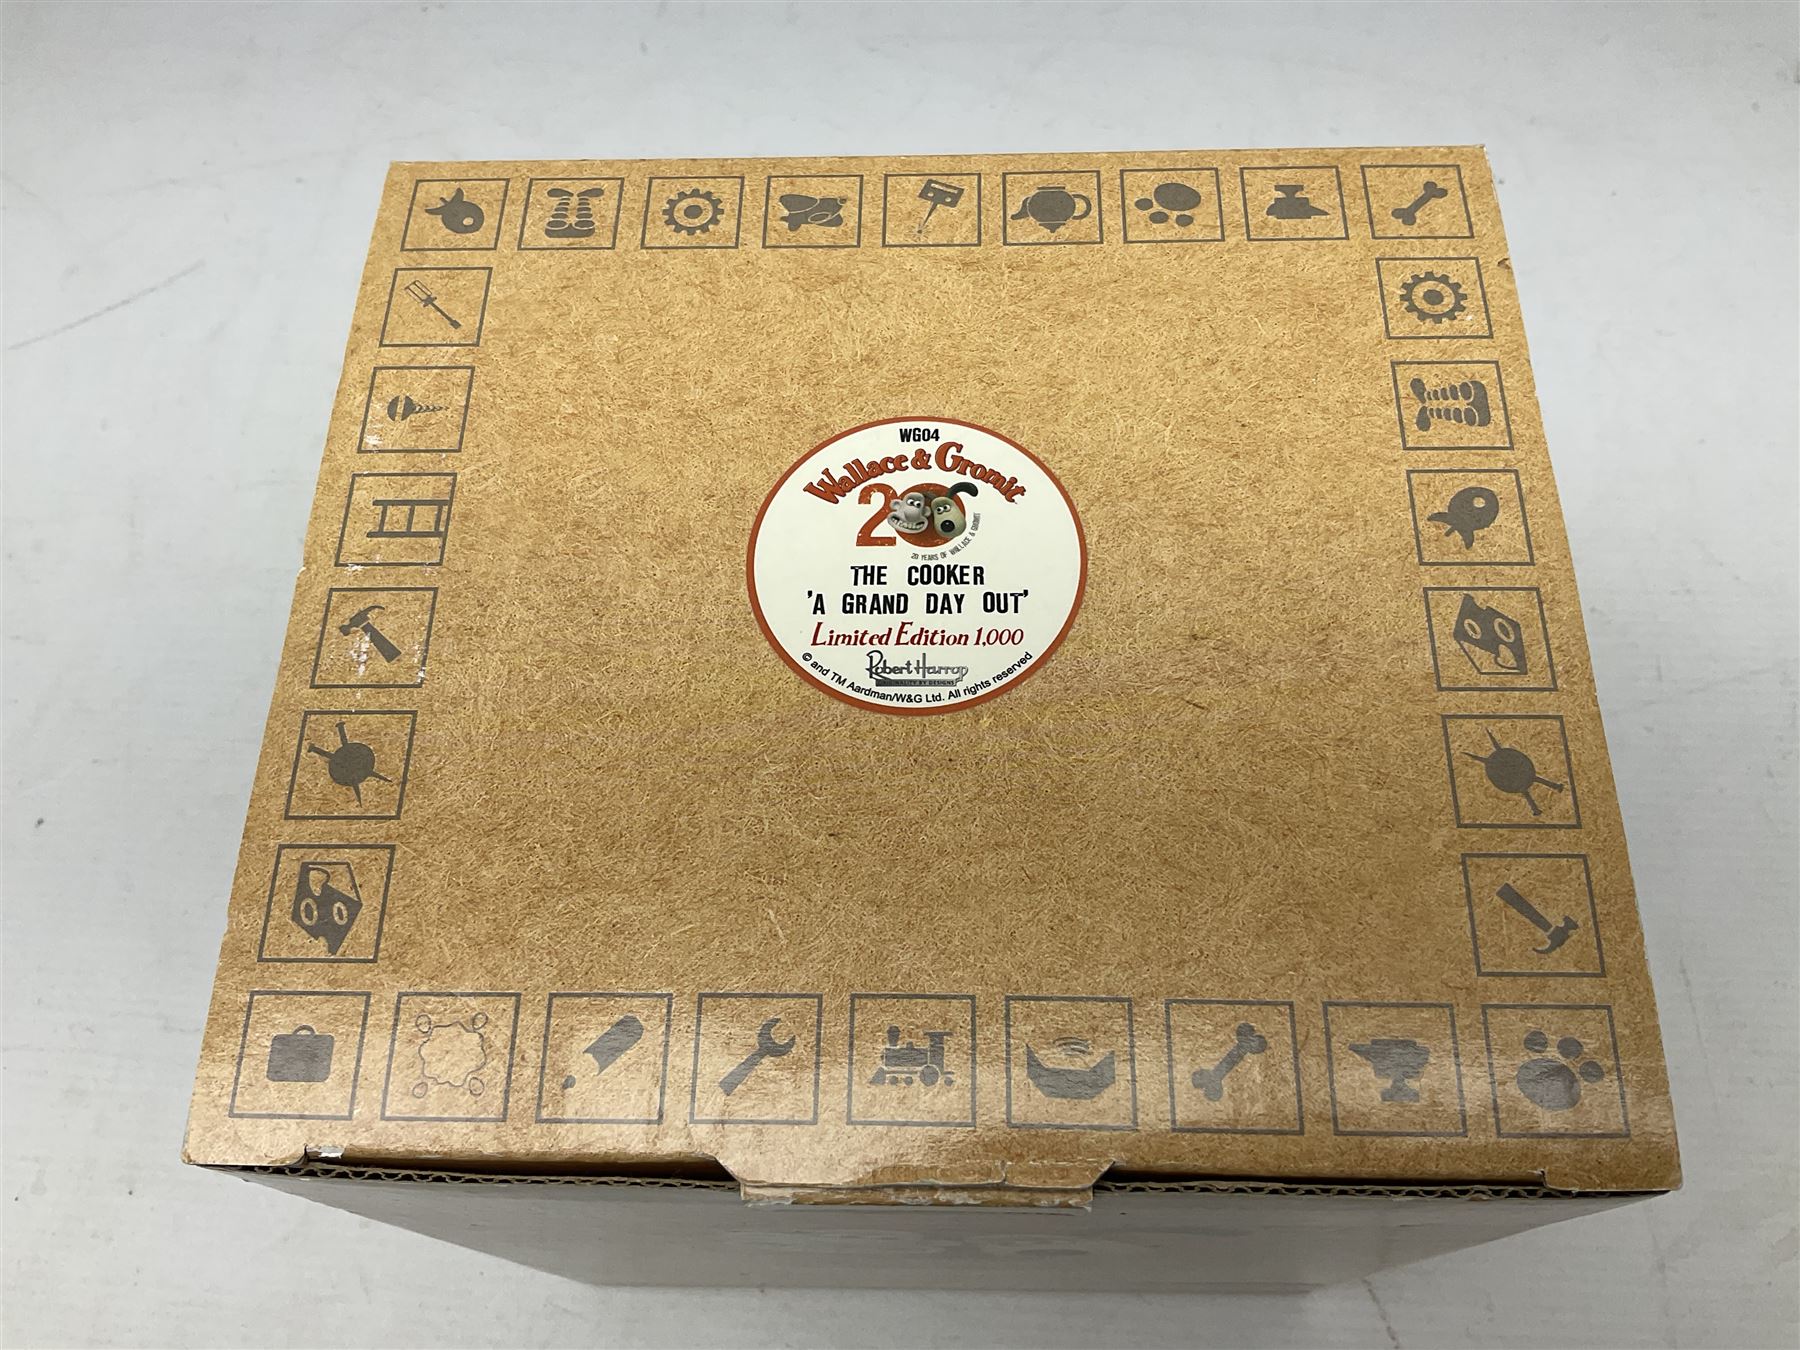 WG04
Wallace & Gromit
20
20 YEARS OF WALLACE & GROMIT
THE COOKER
'A GRAND DAY OUT'
Limited Edition 1,000
Robert Harrop
© and TM Aardman/W&G Ltd. All rights reserved